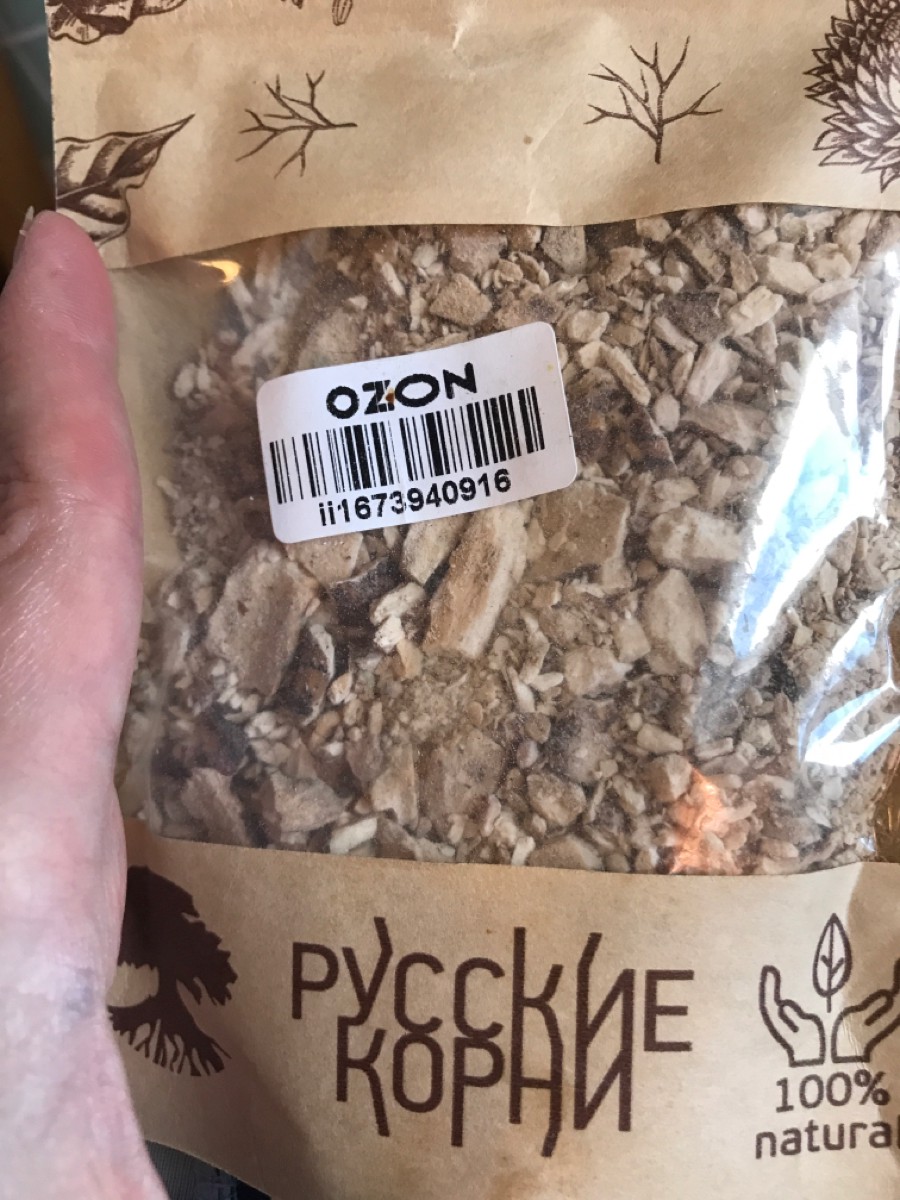 OZON
ii1673940916
РУССКИЕ
КОРНИ
100%
natural